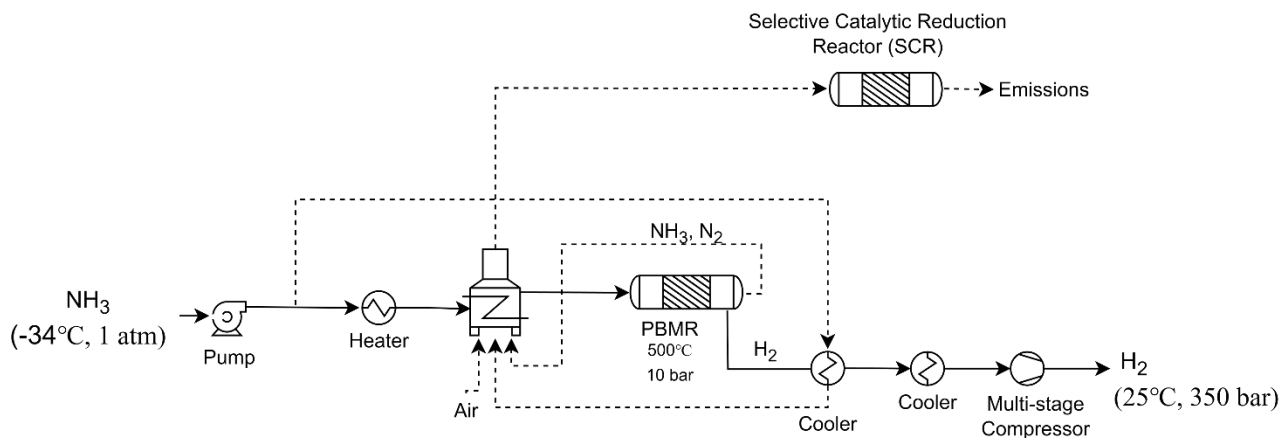 Selective Catalytic Reduction
Reactor (SCR)
Emissions
NH₃, N₂
NH₃
(-34°C, 1 atm)
Pump
Heater
Air
PBMR
500℃
10 bar
H₂
Cooler
Cooler
Multi-stage
Compressor
H₂
(25°C, 350 bar)